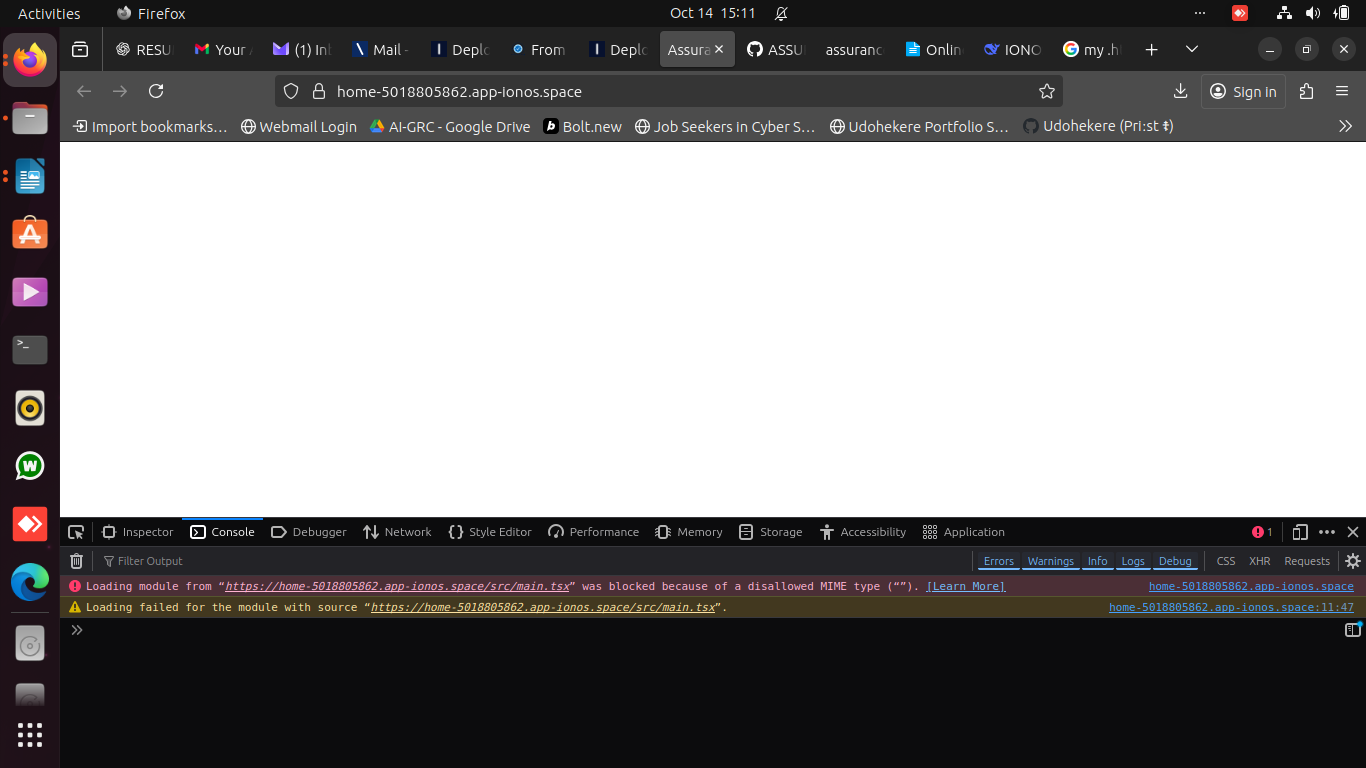 Activities Firefox Oct 14 15:11
RESU Your A (1) Inb Mail - Deplo From Deplo Assura ASSU assuranc Onlin IONO my .h
home-5018805862.app-ionos.space Sign in
Import bookmarks… Webmail Login AI-GRC - Google Drive Bolt.new Job Seekers in Cyber S… Udohekere Portfolio S… Udohekere (Pri:st ⚕)
Inspector Console Debugger Network Style Editor Performance Memory Storage Accessibility Application 1
Filter Output Errors Warnings Info Logs Debug CSS XHR Requests
Loading module from “https://home-5018805862.app-ionos.space/src/main.tsx” was blocked because of a disallowed MIME type (“”). [Learn More] home-5018805862.app-ionos.space
Loading failed for the module with source “https://home-5018805862.app-ionos.space/src/main.tsx”. home-5018805862.app-ionos.space:11:47